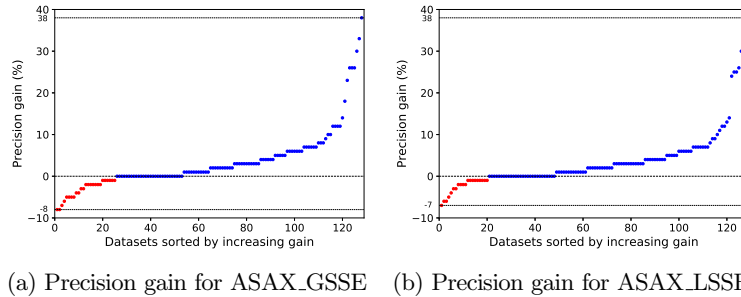 40
38
30
20
10
0
-8
−10
Precision gain (%)
0 20 40 60 80 100 120
Datasets sorted by increasing gain
40
38
30
20
10
0
-7
−10
Precision gain (%)
0 20 40 60 80 100 120
Datasets sorted by increasing gain
(a) Precision gain for ASAX_GSSE (b) Precision gain for ASAX_LSSE